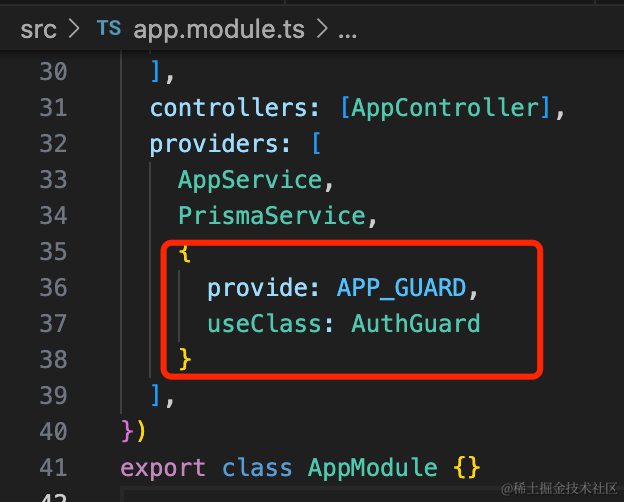 src > TS app.module.ts > ...
30 ],
31 controllers: [AppController],
32 providers: [
33 AppService,
34 PrismaService,
35 {
36 provide: APP_GUARD,
37 useClass: AuthGuard
38 }
39 ],
40 })
41 export class AppModule {}
42
@稀土掘金技术社区